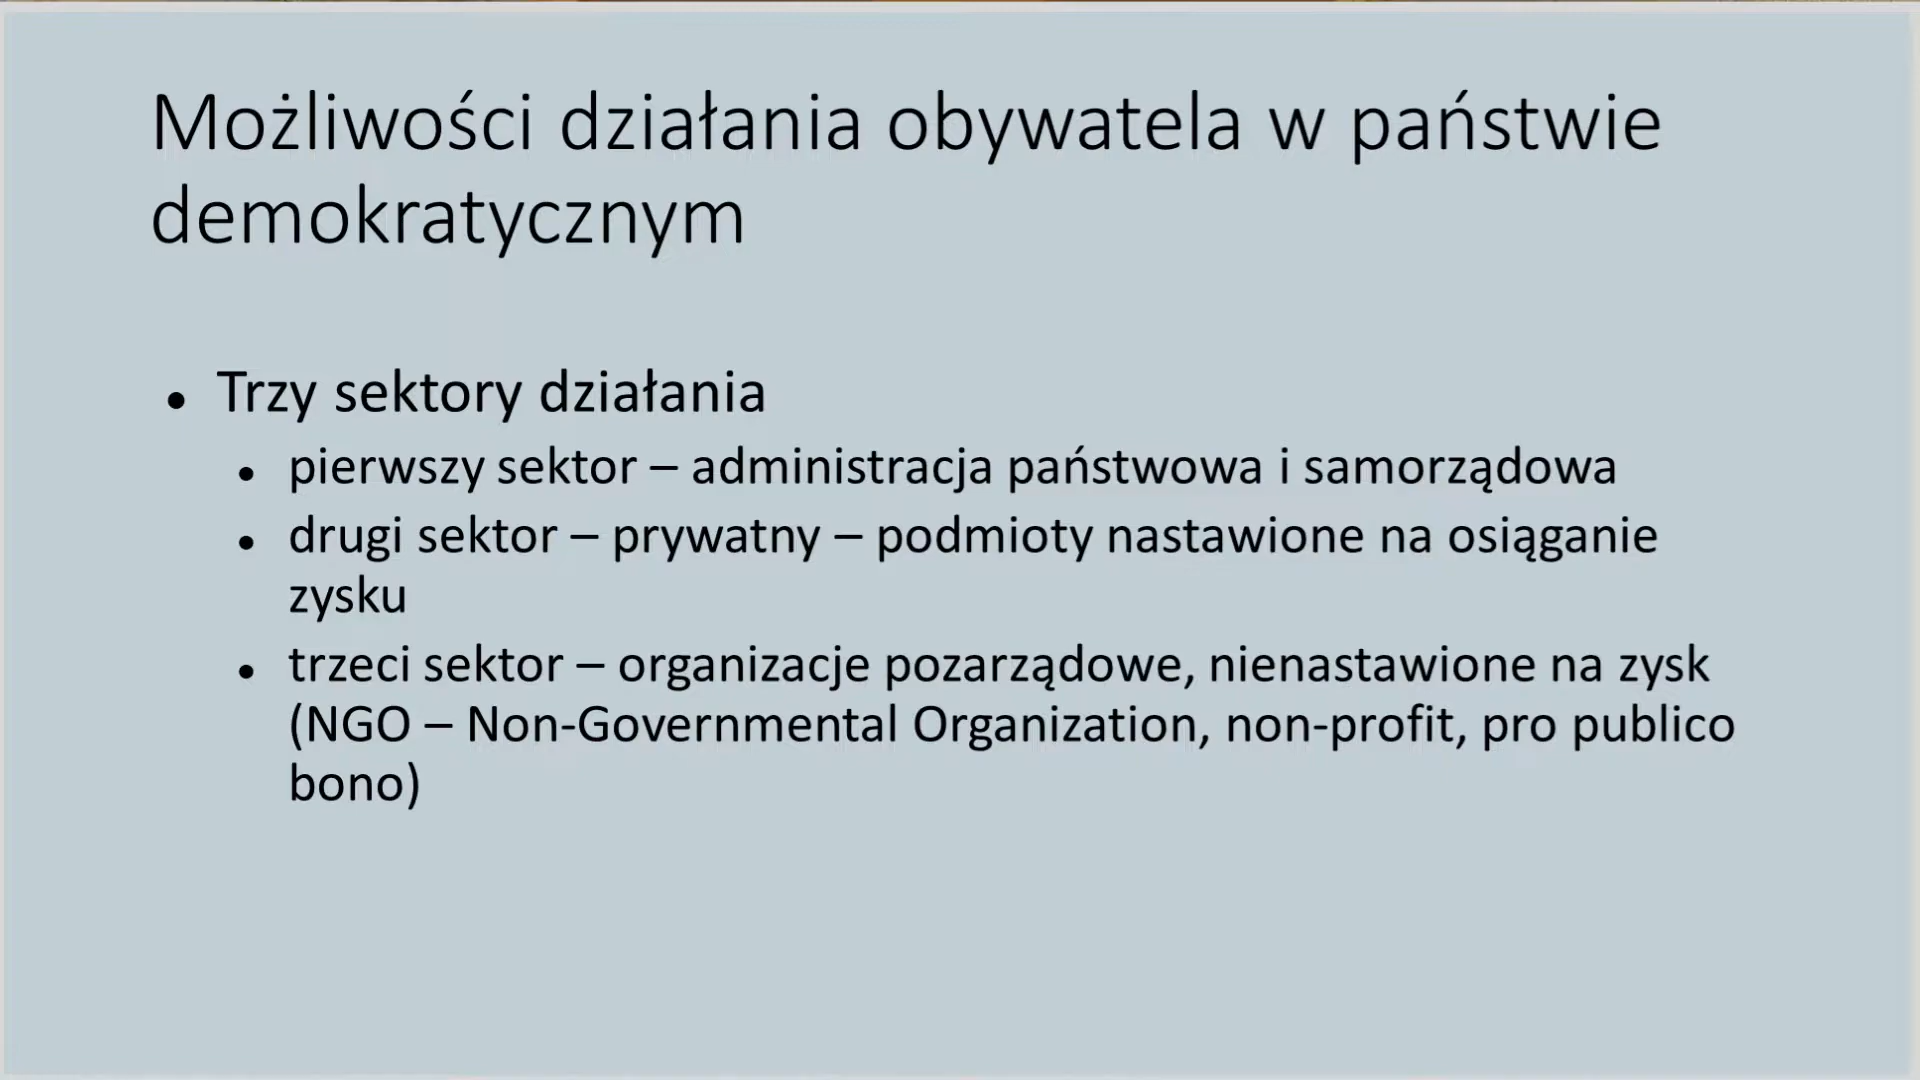 Możliwości działania obywatela w państwie
demokratycznym
• Trzy sektory działania
• pierwszy sektor – administracja państwowa i samorządowa
• drugi sektor – prywatny – podmioty nastawione na osiąganie
zysku
• trzeci sektor – organizacje pozarządowe, nienastawione na zysk
(NGO – Non-Governmental Organization, non-profit, pro publico
bono)